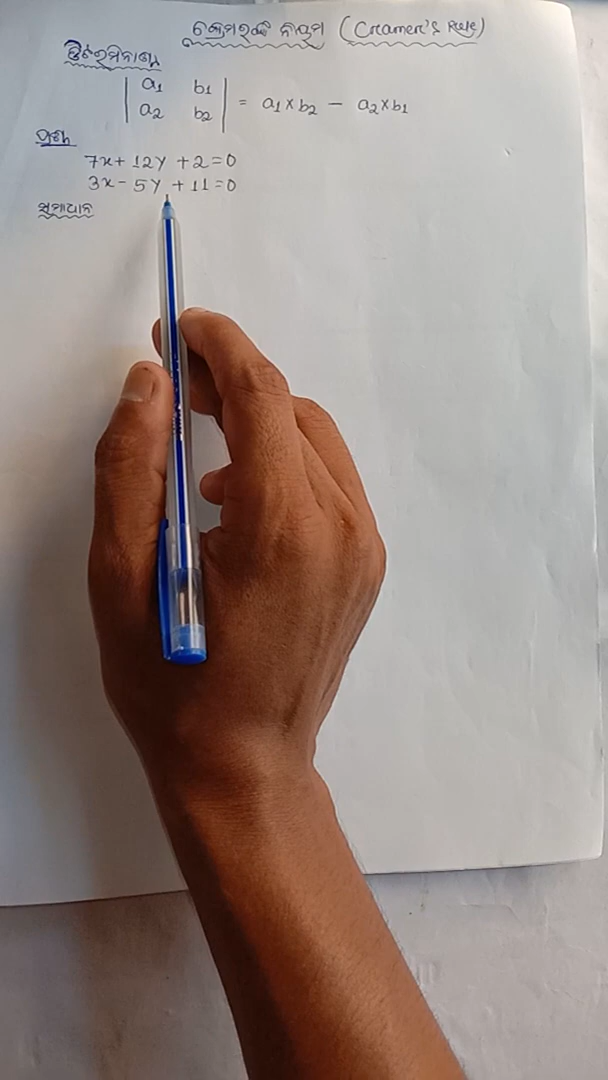 କ୍ରେମରଙ୍କ ନିୟମ (Cramer's Rule)
ଡିଟରମିନାଣ୍ଟ
| a1 b1 |
| a2 b2 | = a1 x b2 - a2 x b1
ପ୍ରଶ୍ନ
7x + 12y + 2 = 0
3x - 5y + 11 = 0
ସମାଧାନ